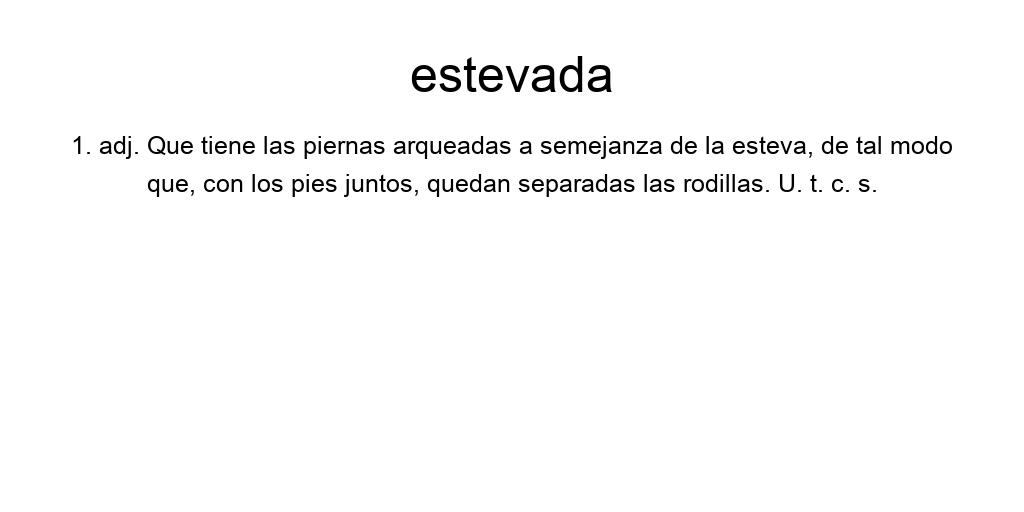 estevada
1. adj. Que tiene las piernas arqueadas a semejanza de la esteva, de tal modo
que, con los pies juntos, quedan separadas las rodillas. U. t. c. s.